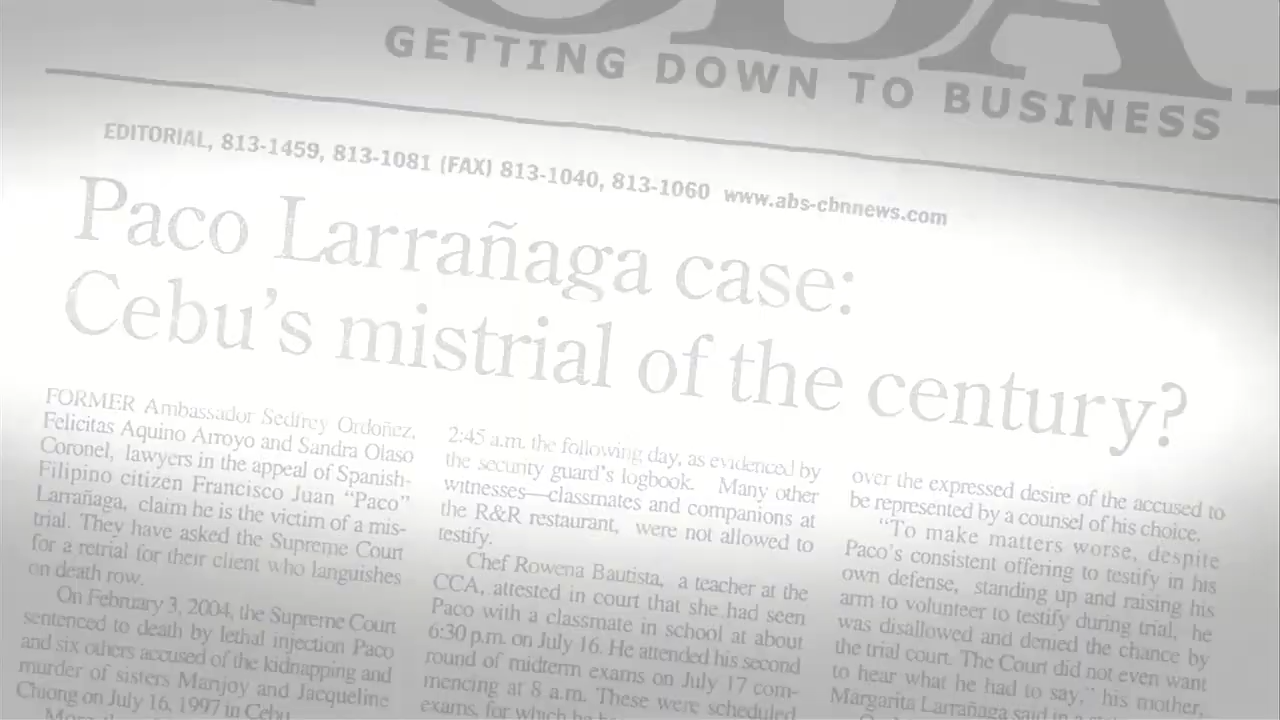 GETTING DOWN TO BUSINESS
EDITORIAL, 813-1459, 813-1081 (FAX) 813-1040, 813-1060 www.abs-cbnnews.com
Paco Larrañaga case:
Cebu's mistrial of the century?
FORMER Ambassador Sedfrey Ordoñez,
Felicitas Aquino Arroyo and Sandra Olaso
Coronel, lawyers in the appeal of Spanish-
Filipino citizen Francisco Juan "Paco"
Larrañaga, claim he is the victim of a mis-
trial. They have asked the Supreme Court
for a retrial for their client who languishes
on death row.
On February 3, 2004, the Supreme Court
sentenced to death by lethal injection Paco
and six others accused of the kidnapping and
murder of sisters Marijoy and Jacqueline
Chiong on July 16, 1997 in Cebu.
2:45 a.m. the following day, as evidenced by
the security guard's logbook. Many other
witnesses—classmates and companions at
the R&R restaurant, were not allowed to
testify.
Chef Rowena Bautista, a teacher at the
CCA, attested in court that she had seen
Paco with a classmate in school at about
6:30 p.m. on July 16. He attended his second
round of midterm exams on July 17 com-
mencing at 8 a.m. These were scheduled
exams, for which he
over the expressed desire of the accused to
be represented by a counsel of his choice.
"To make matters worse, despite
Paco's consistent offering to testify in his
own defense, standing up and raising his
arm to volunteer to testify during trial, he
was disallowed and denied the chance by
the trial court. The Court did not even want
to hear what he had to say," his mother,
Margarita Larrañaga said in a